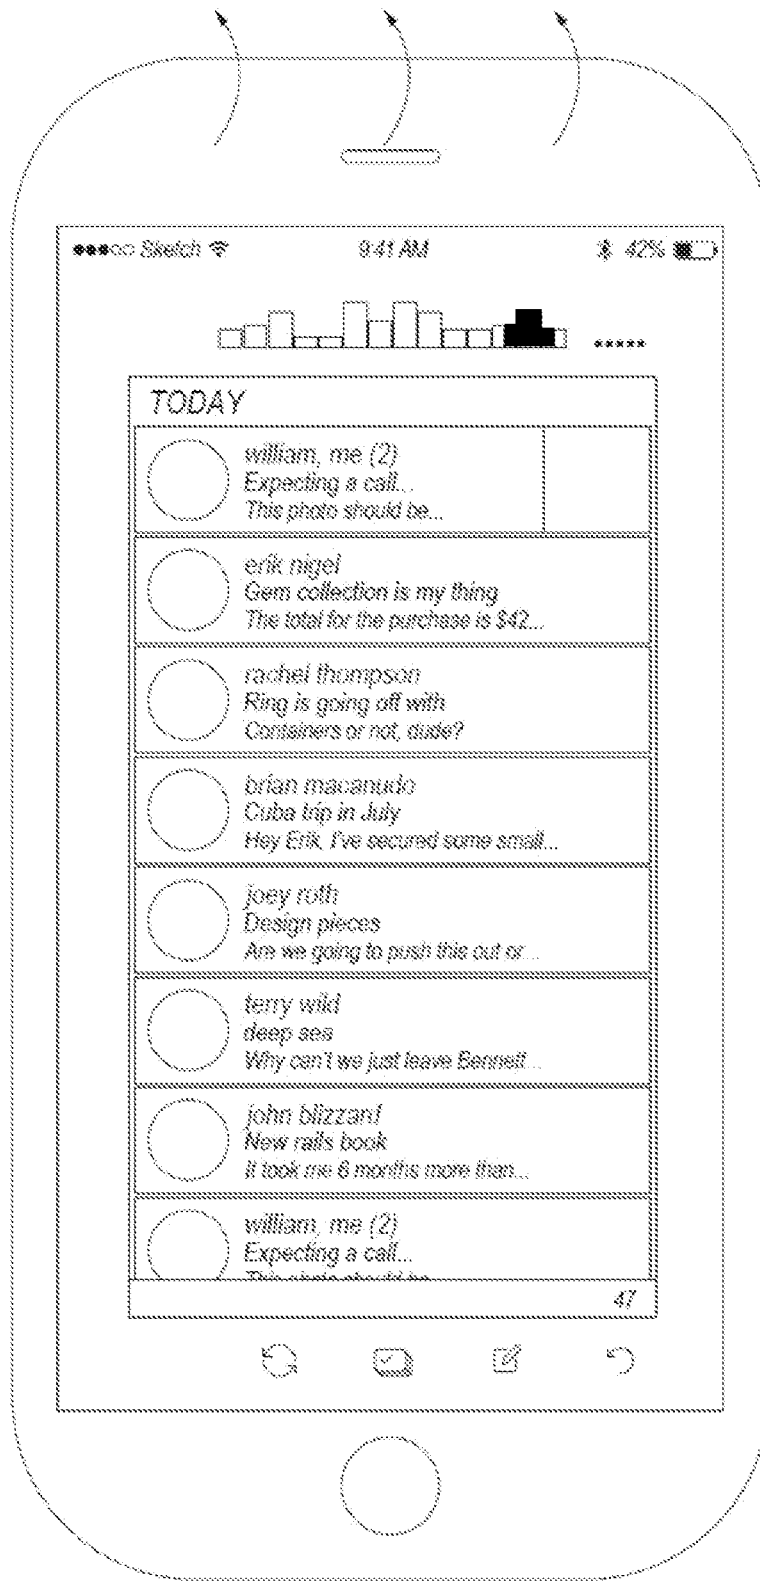 Sketch 9:41 AM 42%
TODAY
william, me (2)
Expecting a call...
This photo should be...
erik nigel
Gem collection is my thing
The total for the purchase is $42...
rachel thompson
Ring is going off with
Containers or not, dude?
brian macanudo
Cuba trip in July
Hey Erik, I've secured some small...
joey roth
Design pieces
Are we going to push this out or...
terry wild
deep sea
Why can't we just leave Bennett...
john blizzard
New rails book
It took me 6 months more than...
william, me (2)
Expecting a call...
This photo should be...
47